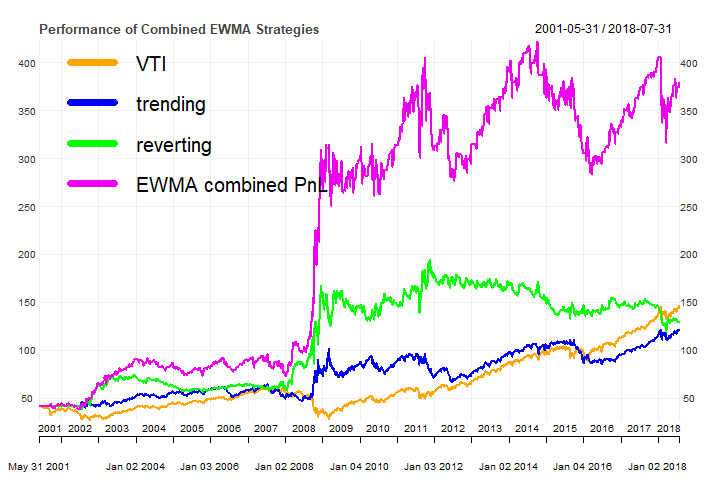 Performance of Combined EWMA Strategies 2001-05-31 / 2018-07-31
400 400
VTI
350 trending 350
reverting
300 300
EWMA combined PnL
250 250
200 200
150 150
100 100
50 50
2001 2002 2003 2004 2005 2006 2007 2008 2009 2010 2011 2012 2013 2014 2015 2016 2017 2018
May 31 2001 Jan 02 2004 Jan 03 2006 Jan 02 2008 Jan 04 2010 Jan 03 2012 Jan 02 2014 Jan 04 2016 Jan 02 2018